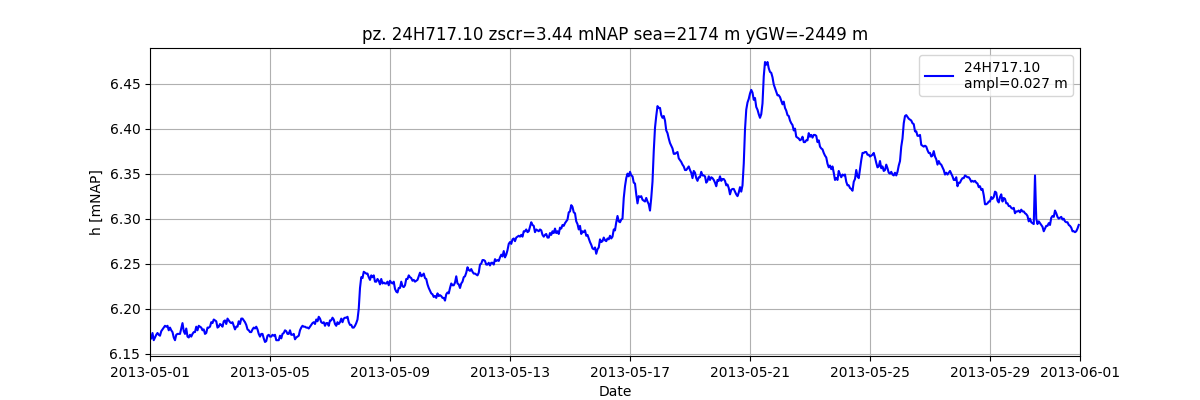 pz. 24H717.10 zscr=3.44 mNAP sea=2174 m yGW=-2449 m
24H717.10
ampl=0.027 m
h [mNAP]
6.45
6.40
6.35
6.30
6.25
6.20
6.15
2013-05-01 2013-05-05 2013-05-09 2013-05-13 2013-05-17 2013-05-21 2013-05-25 2013-05-29 2013-06-01
Date